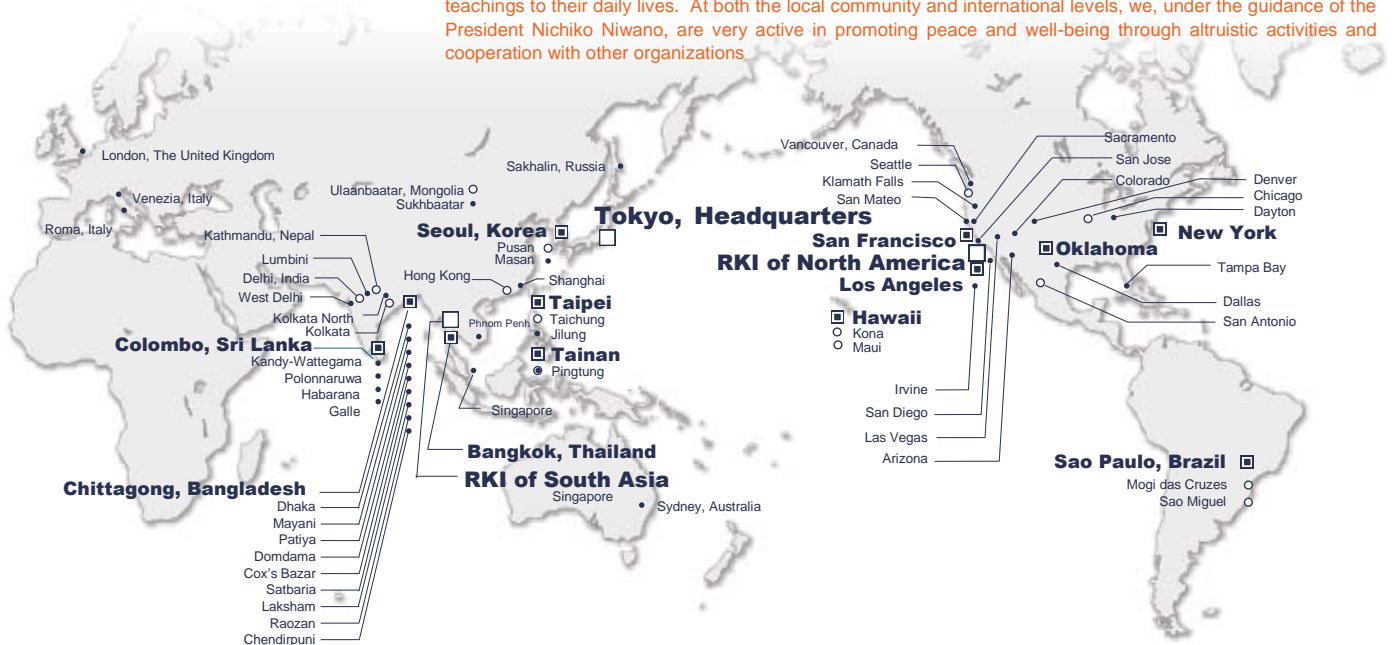 teachings to their daily lives. At both the local community and international levels, we, under the guidance of the
President Nichiko Niwano, are very active in promoting peace and well-being through altruistic activities and
cooperation with other organizations
London, The United Kingdom
Venezia, Italy
Roma, Italy
Sakhalin, Russia
Ulaanbaatar, Mongolia
Sukhbaatar
Tokyo, Headquarters
Seoul, Korea
Pusan
Masan
Kathmandu, Nepal
Lumbini
Delhi, India
West Delhi
Kolkata North
Kolkata
Hong Kong
Shanghai
Taipei
Taichung
Jilung
Tainan
Pingtung
Phnom Penh
Colombo, Sri Lanka
Kandy-Wattegama
Polonnaruwa
Habarana
Galle
Singapore
Bangkok, Thailand
RKI of South Asia
Singapore
Sydney, Australia
Chittagong, Bangladesh
Dhaka
Mayani
Patiya
Domdama
Cox's Bazar
Satbaria
Laksham
Raozan
Chendirpuni
Vancouver, Canada
Seattle
Klamath Falls
San Mateo
San Francisco
RKI of North America
Los Angeles
Hawaii
Kona
Maui
Irvine
San Diego
Las Vegas
Arizona
Sacramento
San Jose
Colorado
Denver
Chicago
Dayton
New York
Oklahoma
Tampa Bay
Dallas
San Antonio
Sao Paulo, Brazil
Mogi das Cruzes
Sao Miguel